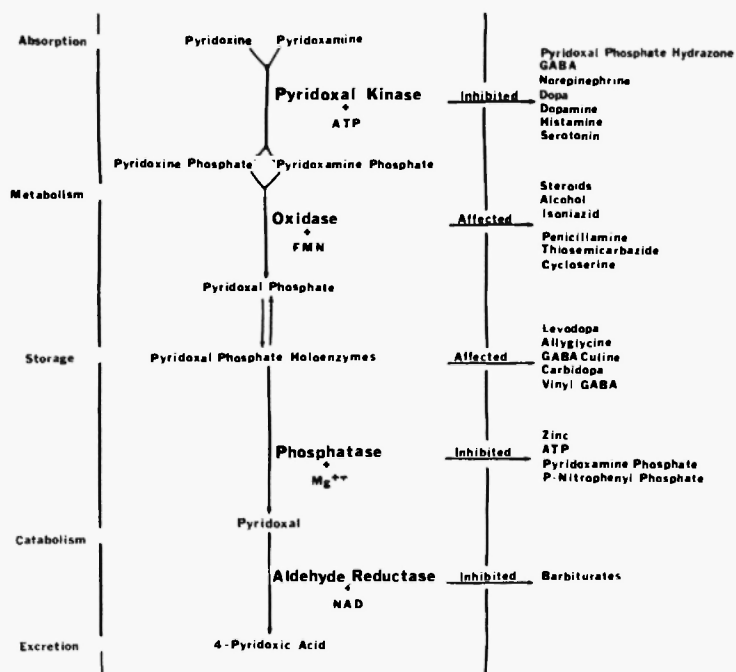 Absorption
Pyridoxine Pyridoxamine
Pyridoxal Kinase
+
ATP
Inhibited
Pyridoxal Phosphate Hydrazone
GABA
Norepinephrine
Dopa
Dopamine
Histamine
Serotonin
Pyridoxine Phosphate Pyridoxamine Phosphate
Metabolism
Oxidase
+
FMN
Affected
Steroids
Alcohol
Isoniazid
Penicillamine
Thiosemicarbazide
Cycloserine
Pyridoxal Phosphate
Storage
Pyridoxal Phosphate Holoenzymes
Affected
Levodopa
Allyglycine
GABA Culine
Carbidopa
Vinyl GABA
Phosphatase
+
Mg++
Inhibited
Zinc
ATP
Pyridoxamine Phosphate
P-Nitrophenyl Phosphate
Pyridoxal
Catabolism
Aldehyde Reductase
+
NAD
Inhibited
Barbiturates
Excretion
4-Pyridoxic Acid